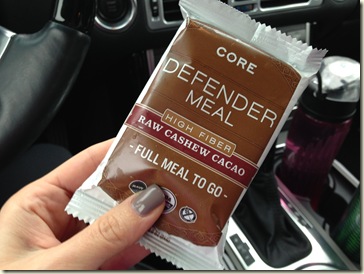 CORE
DEFENDER
MEAL
HIGH FIBER
RAW CASHEW CACAO
- FULL MEAL TO GO -